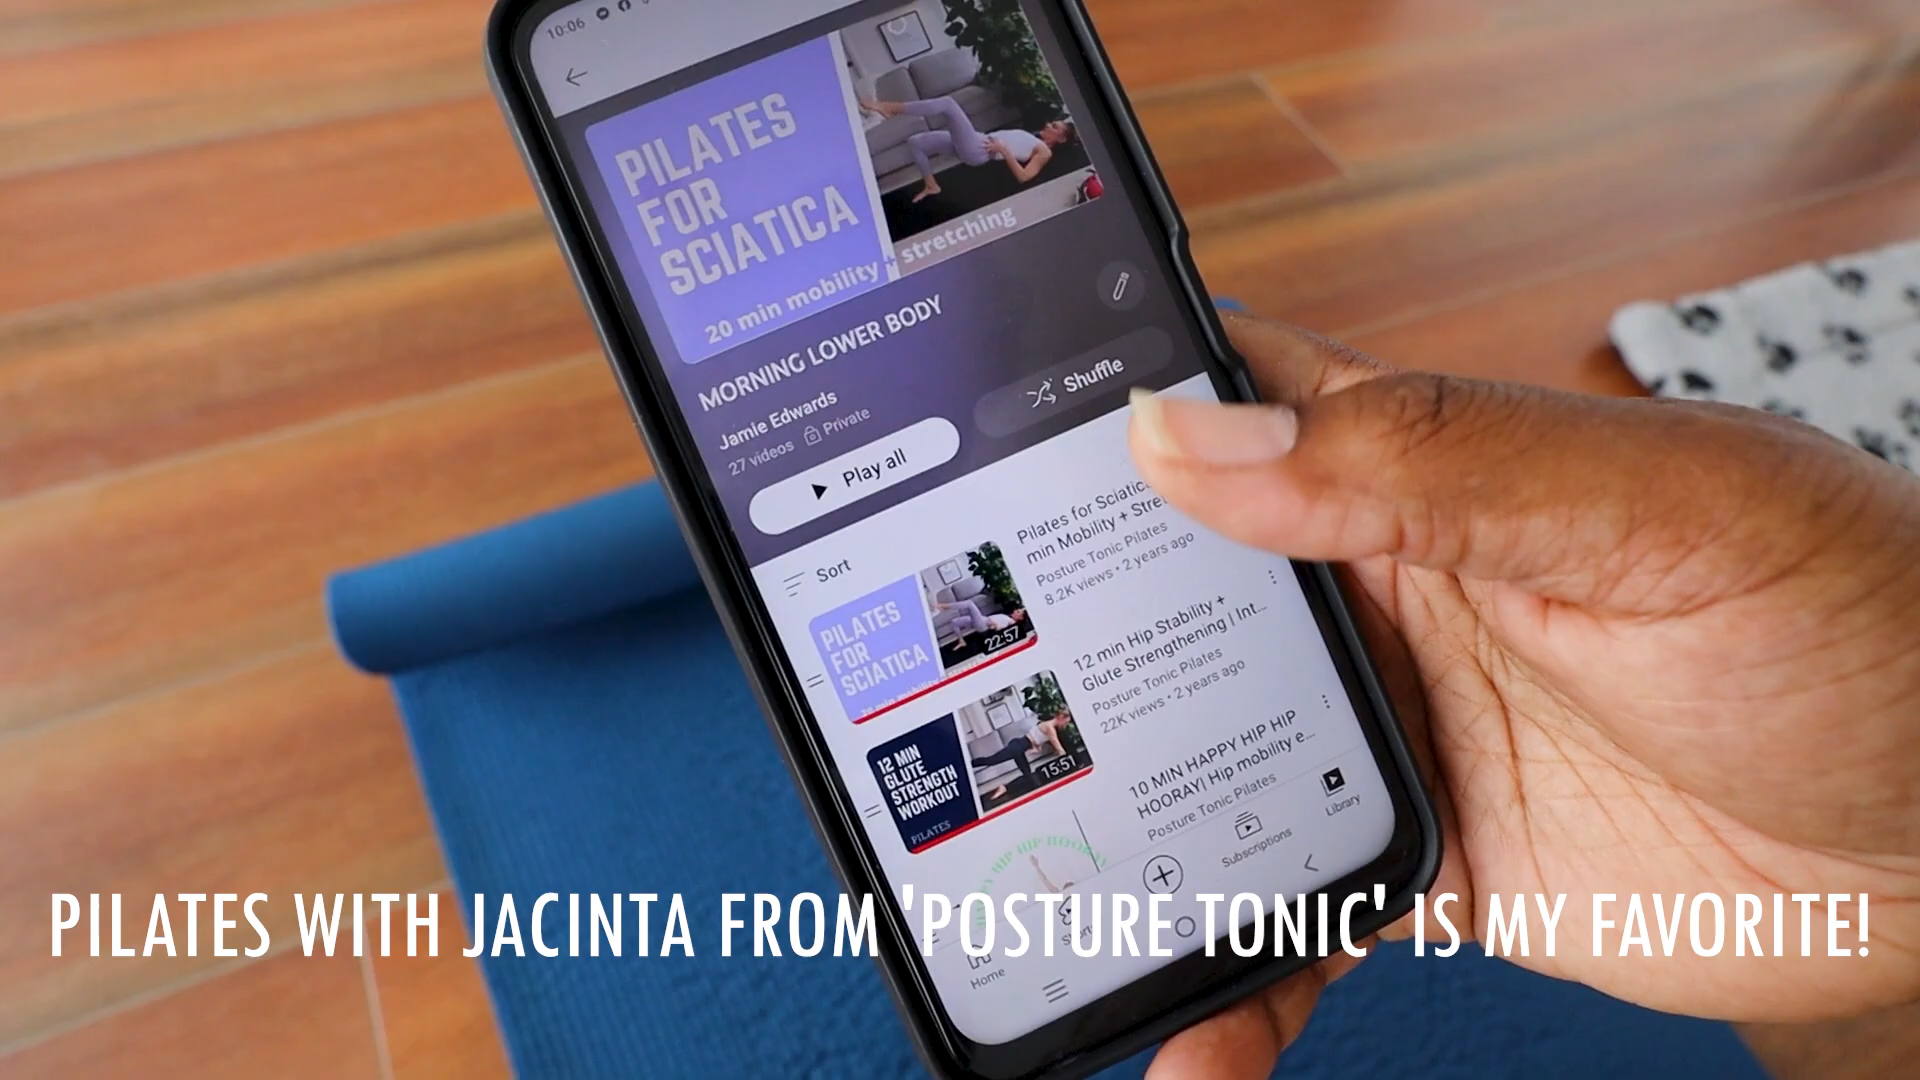 10:06
PILATES
FOR
SCIATICA
20 min mobility + stretching
MORNING LOWER BODY
Jamie Edwards
27 videos Private
Play all
Shuffle
Sort
PILATES
FOR
SCIATICA
22:57
Pilates for Sciatica
min Mobility +
Posture Tonic Pilates
8.2K views • 2 years ago
12 MIN
GLUTE
STRENGTH
WORKOUT
PILATES
15:51
12 min Hip Stability +
Glute Strengthening | Int...
Posture Tonic Pilates
22K views • 2 years ago
HIP HIP HOORAY
10 MIN HAPPY HIP HIP
HOORAY| Hip mobility e...
Posture Tonic Pilates
Home
Subscriptions
Library
PILATES WITH JACINTA FROM 'POSTURE TONIC' IS MY FAVORITE!